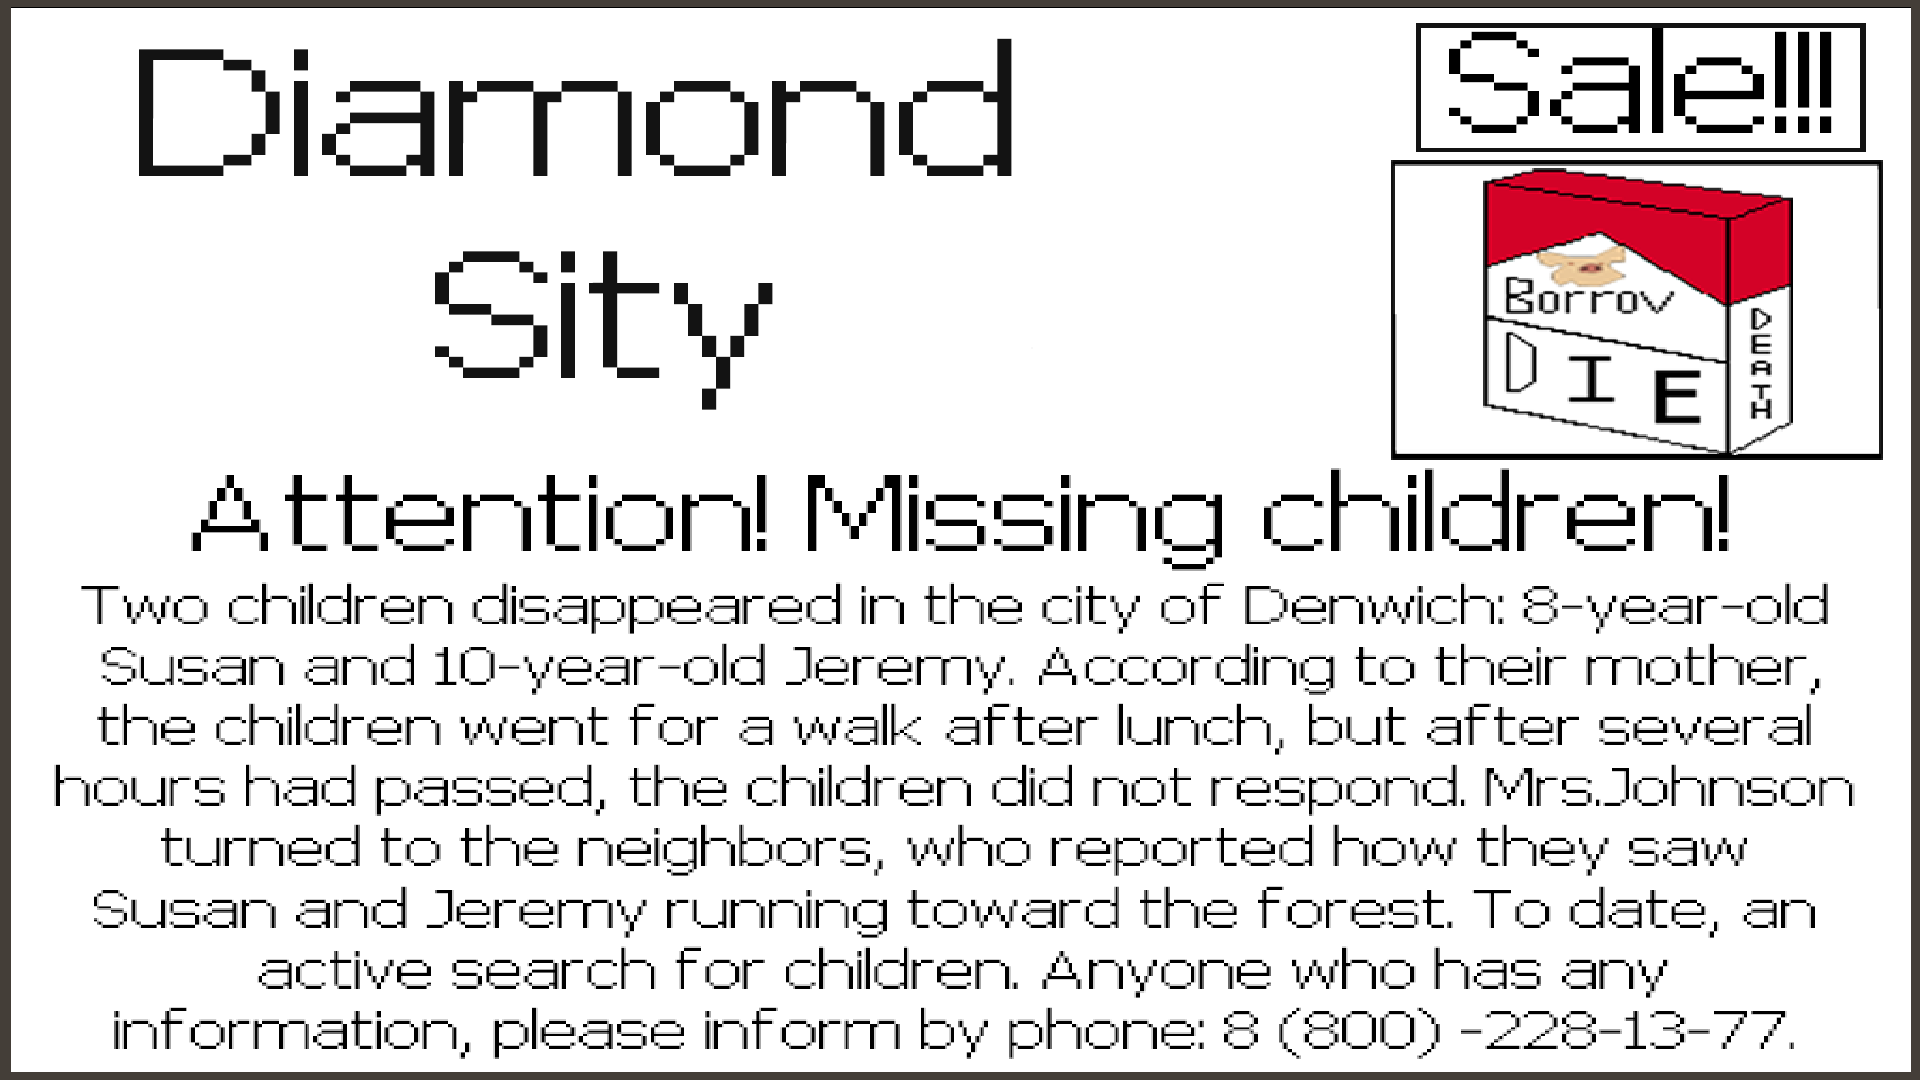 Diamond
Sity
Sale!!!
Borrov
DIE
DEATH
Attention! Missing children!
Two children disappeared in the city of Denwich: 8-year-old
Susan and 10-year-old Jeremy. According to their mother,
the children went for a walk after lunch, but after several
hours had passed, the children did not respond. Mrs.Johnson
turned to the neighbors, who reported how they saw
Susan and Jeremy running toward the forest. To date, an
active search for children. Anyone who has any
information, please inform by phone: 8 (800) -228-13-77.